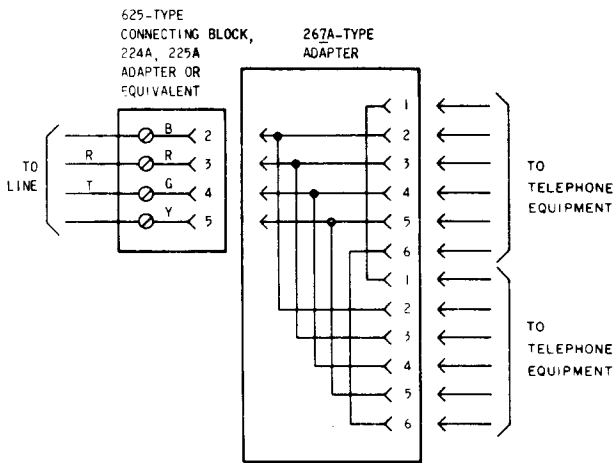 625-TYPE
CONNECTING BLOCK,
224A, 225A
ADAPTER OR
EQUIVALENT
267A-TYPE
ADAPTER
TO
LINE
R
T
B
R
G
Y
2
3
4
5
1
2
3
4
5
6
1
2
3
4
5
6
TO
TELEPHONE
EQUIPMENT
TO
TELEPHONE
EQUIPMENT